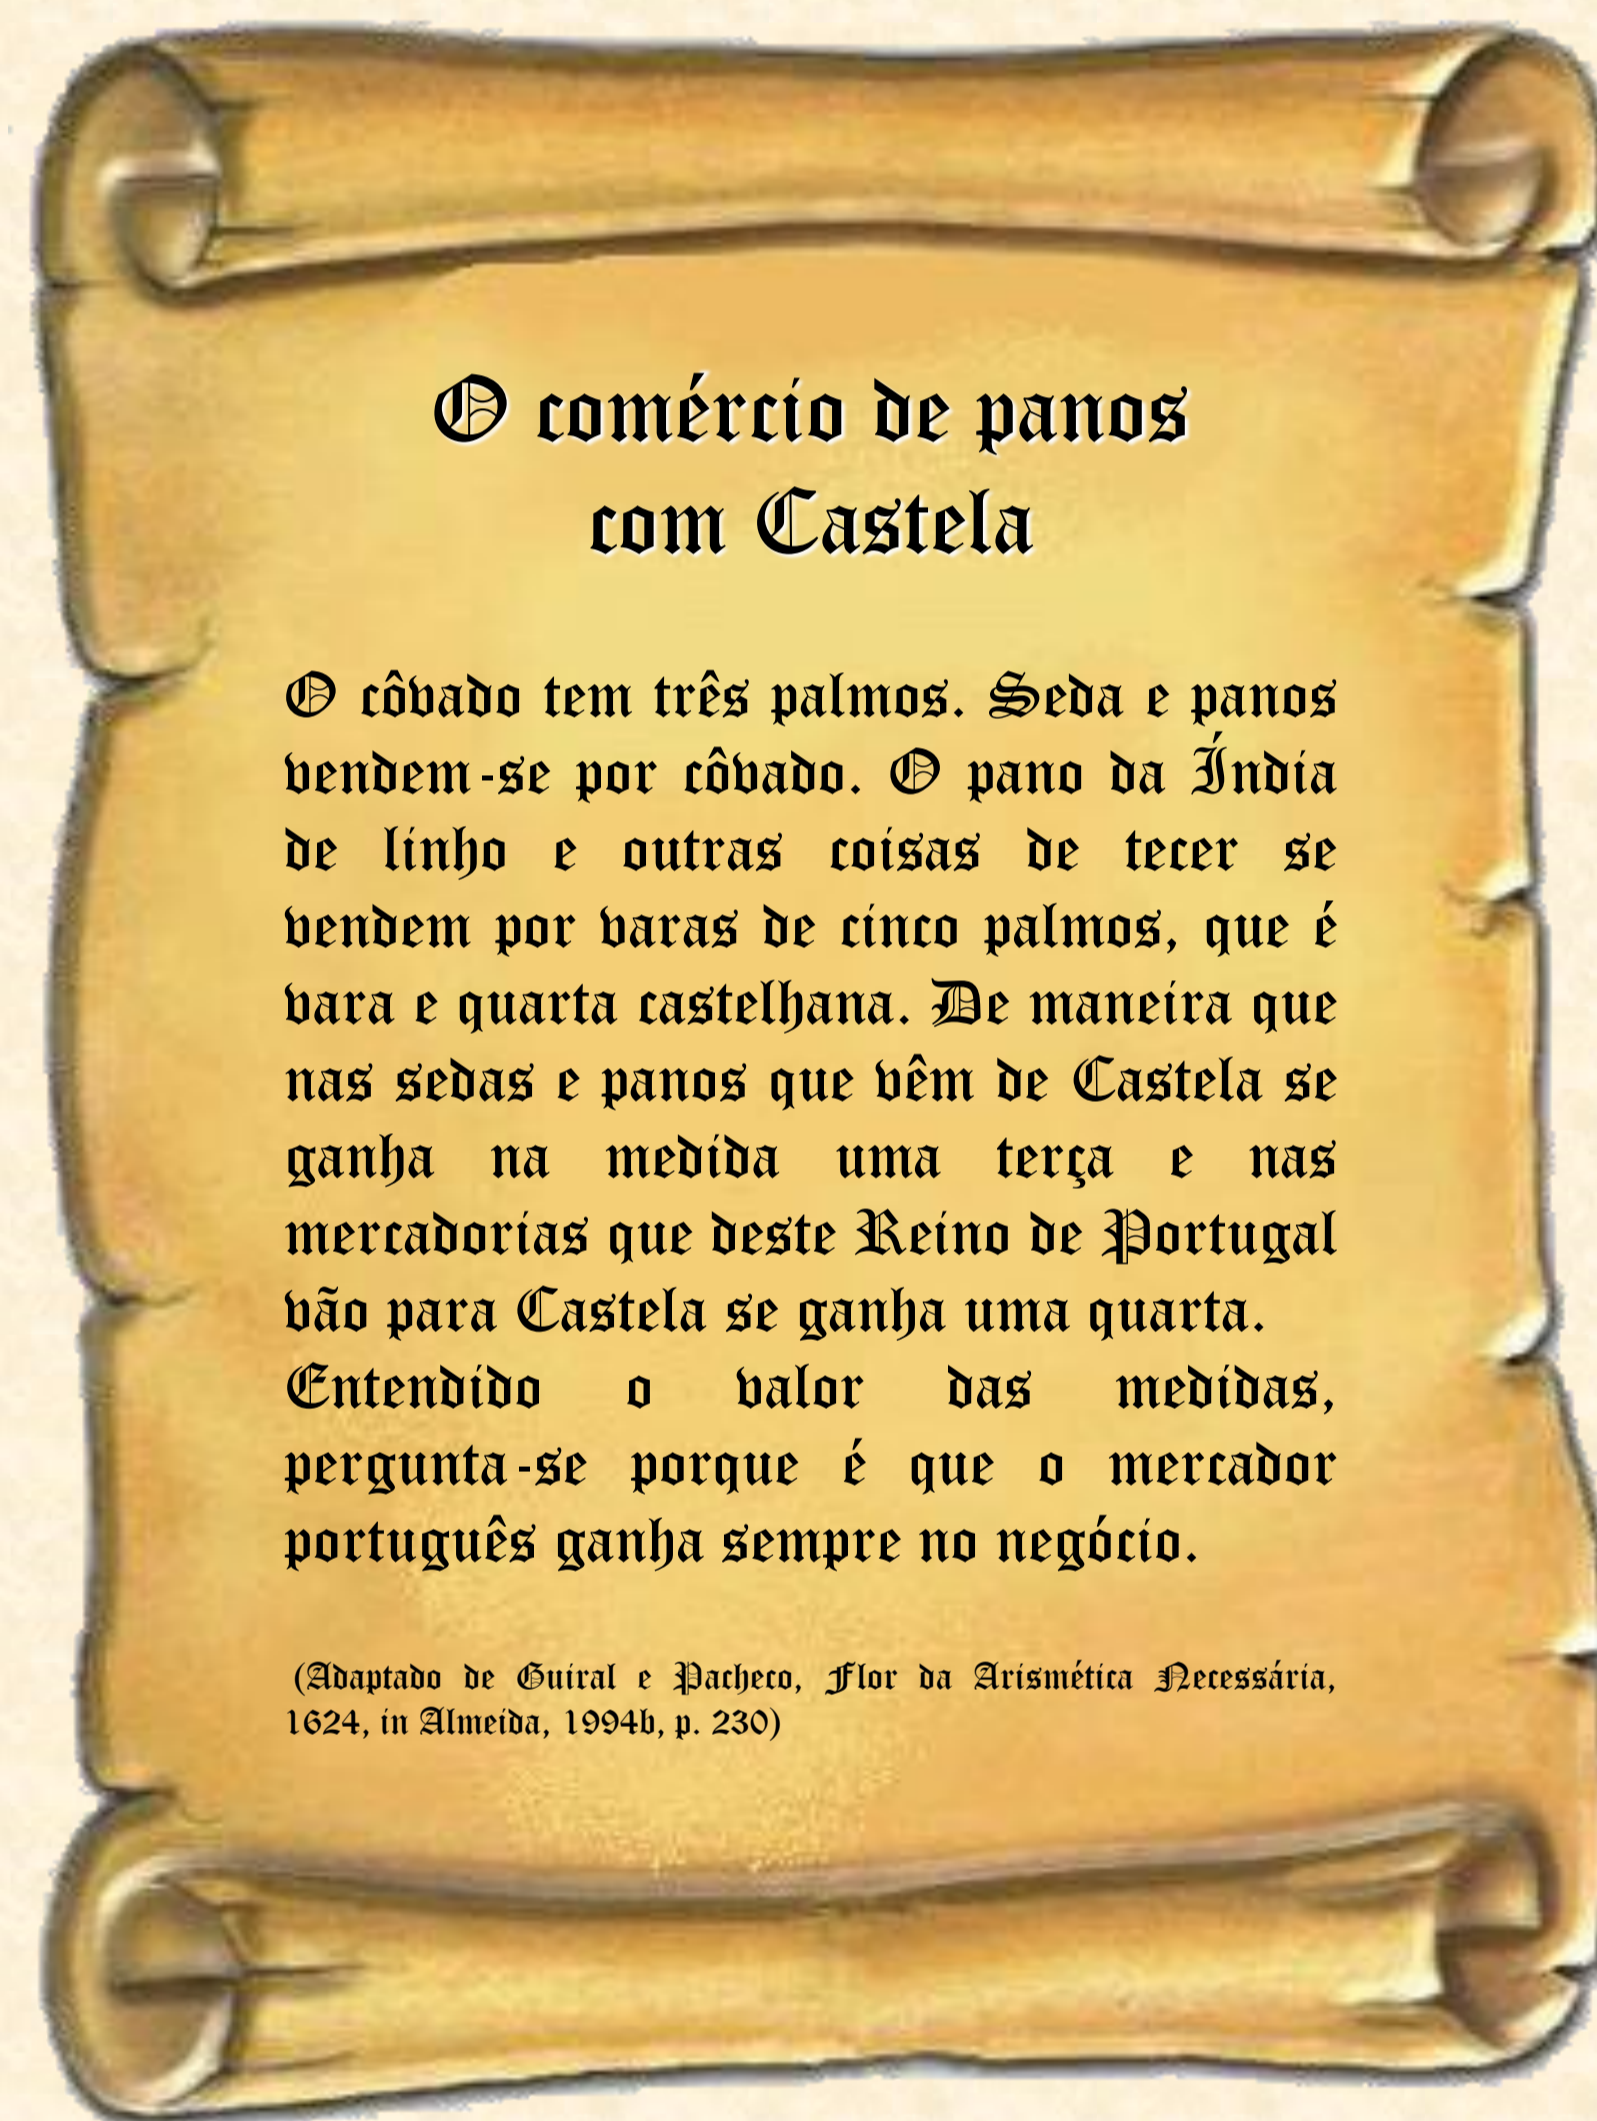 O comércio de panos
com Castela
O côvado tem três palmos. Seda e panos
vendem-se por côvado. O pano da Índia
de linho e outras coisas de tecer se
vendem por varas de cinco palmos, que é
vara e quarta castelhana. De maneira que
nas sedas e panos que vêm de Castela se
ganha na medida uma terça e nas
mercadorias que deste Reino de Portugal
vão para Castela se ganha uma quarta.
Entendido o valor das medidas,
pergunta-se porque é que o mercador
português ganha sempre no negócio.
(Adaptado de Guiral e Pacheco, Flor da Arismética Necessária,
1624, in Almeida, 1994b, p. 230)